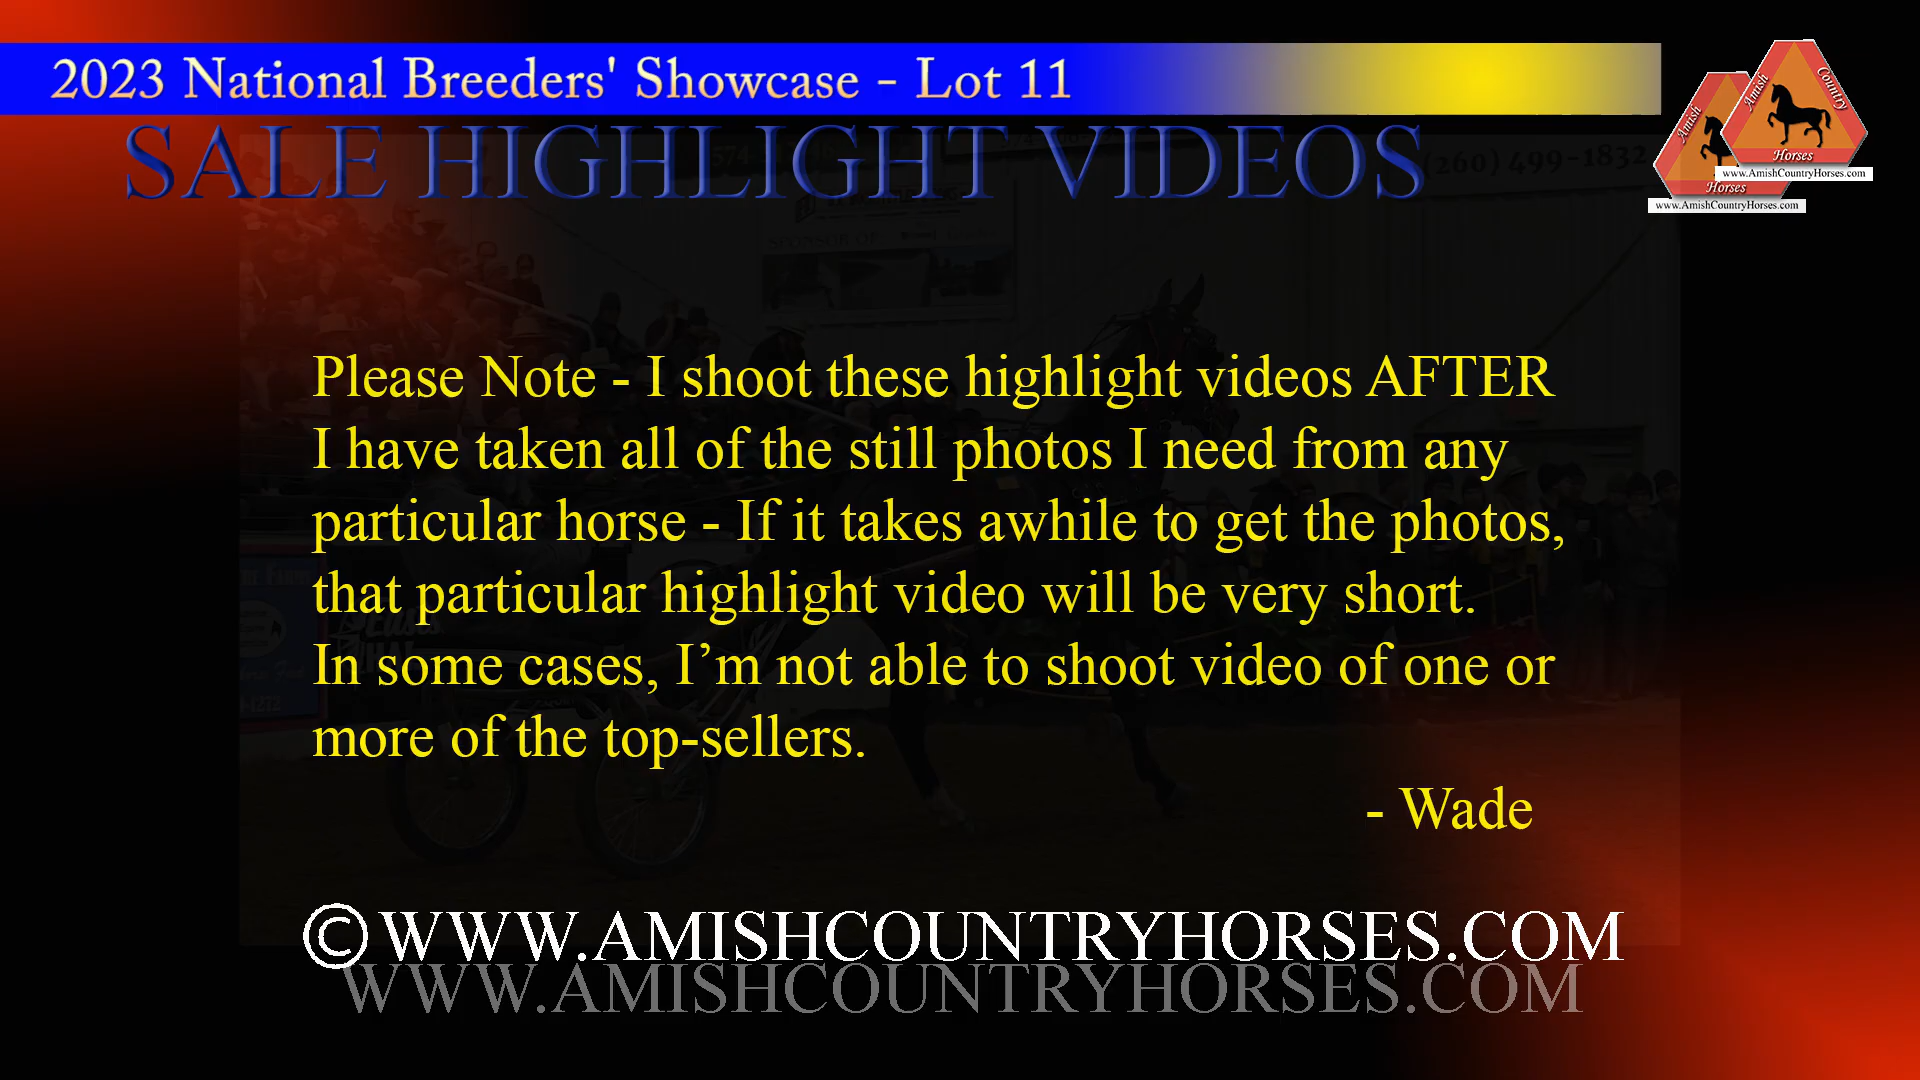 2023 National Breeders' Showcase - Lot 11
SALE HIGHLIGHT VIDEOS
(260) 499-1832
SPONSOR OF
Amish
Country
Horses
www.AmishCountryHorses.com
Amish
Horses
www.AmishCountryHorses.com
Please Note - I shoot these highlight videos AFTER
I have taken all of the still photos I need from any
particular horse - If it takes awhile to get the photos,
that particular highlight video will be very short.
In some cases, I’m not able to shoot video of one or
more of the top-sellers.
- Wade
©WWW.AMISHCOUNTRYHORSES.COM
WWW.AMISHCOUNTRYHORSES.COM